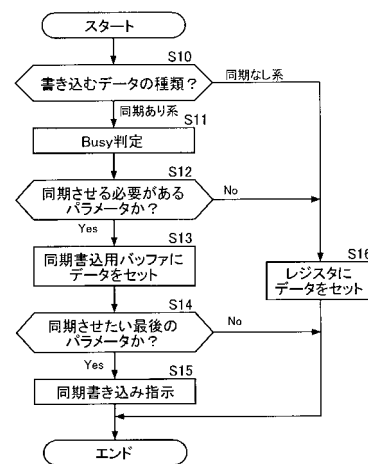 スタート
S10
書き込むデータの種類？
同期なし系
同期あり系
S11
Busy判定
S12
同期させる必要がある
パラメータか？
No
Yes
S13
同期書込用バッファに
データをセット
S16
レジスタに
データをセット
S14
同期させたい最後の
パラメータか？
No
Yes
S15
同期書き込み指示
エンド